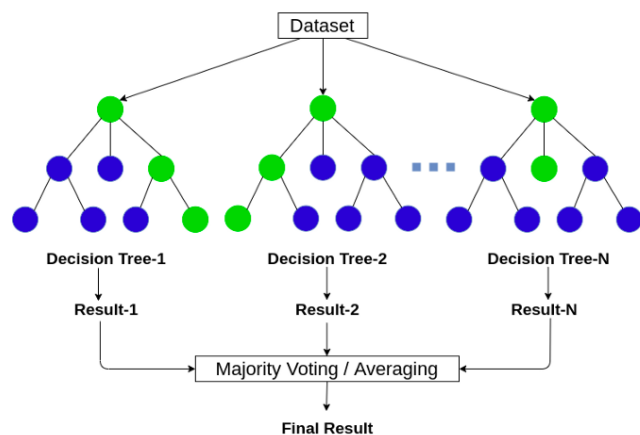 Dataset
Decision Tree-1
Decision Tree-2
Decision Tree-N
Result-1
Result-2
Result-N
Majority Voting / Averaging
Final Result